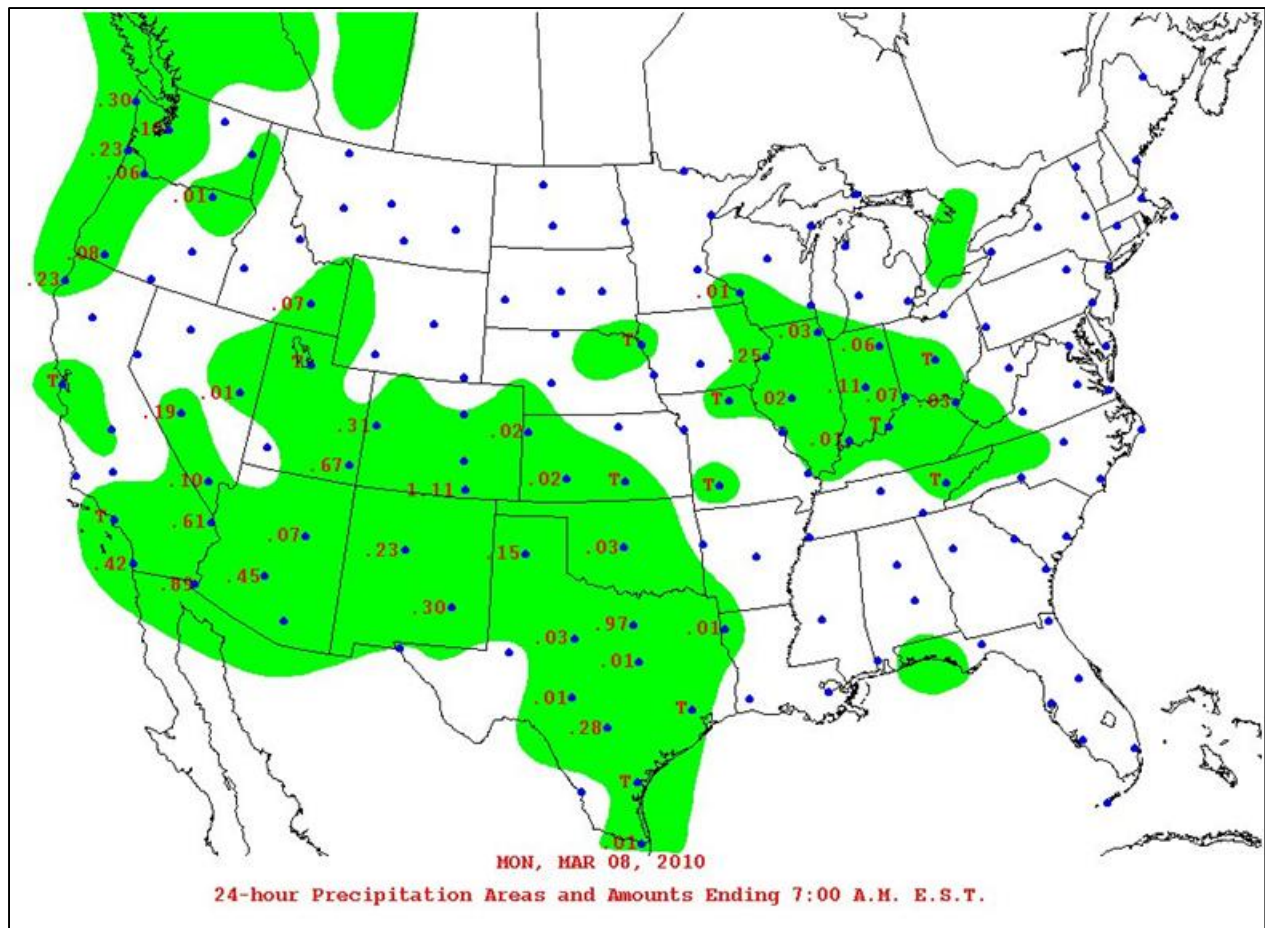 .30
.1
.23
.06
.01
.08
.23
.07
.01
T
.03
T
.06
T
T
.25
.01
.19
T
.02
.11
.07
.03
.31
.02
.01
T
.67
.10
1.11
.02
T
T
T
T
.61
.07
.23
.15
.03
.42
.89
.45
.30
.03
.97
.01
.01
.01
T
.28
T
.01
MON, MAR 08, 2010
24-hour Precipitation Areas and Amounts Ending 7:00 A.M. E.S.T.